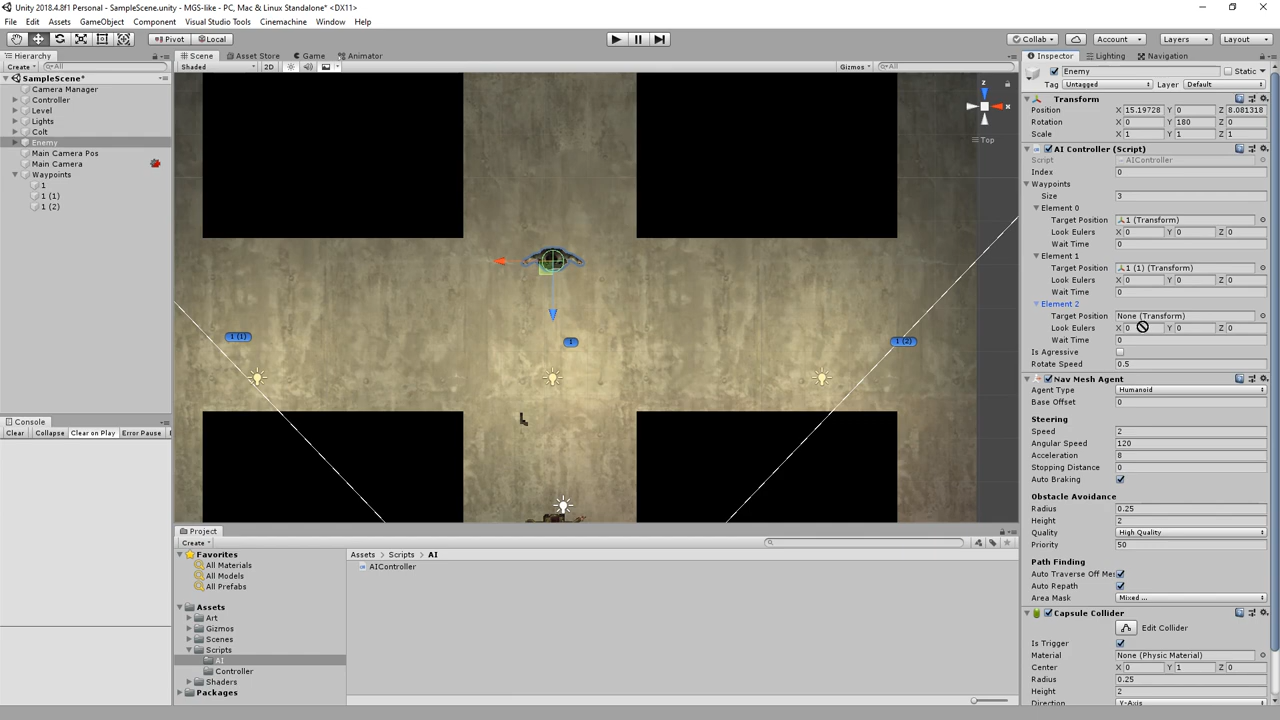 Unity 2018.4.8f1 Personal - SampleScene.unity - MGS-like - PC, Mac & Linux Standalone* <DX11>
File Edit Assets GameObject Component Visual Studio Tools Cinemachine Window Help
Pivot Local Collab Account Layers Layout
Hierarchy
Create All
SampleScene*
Camera Manager
Controller
Level
Lights
Colt
Enemy
Main Camera Pos
Main Camera
Waypoints
1
1 (1)
1 (2)
Console
Clear Collapse Clear on Play Error Pause
Scene Asset Store Game Animator
Shaded 2D Gizmos All
z
x
Top
1 (1)
1
1 (2)
Project
Create
Favorites
All Materials
All Models
All Prefabs
Assets
Art
Gizmos
Scenes
Scripts
AI
Controller
Shaders
Packages
Assets Scripts AI
AIController
Inspector Lighting Navigation
Enemy Static
Tag Untagged Layer Default
Transform
Position X 15.19728 Y 0 Z 8.081318
Rotation X 0 Y 180 Z 0
Scale X 1 Y 1 Z 1
AI Controller (Script)
Script AIController
Index 0
Waypoints
Size 3
Element 0
Target Position 1 (Transform)
Look Eulers X 0 Y 0 Z 0
Wait Time 0
Element 1
Target Position 1 (1) (Transform)
Look Eulers X 0 Y 0 Z 0
Wait Time 0
Element 2
Target Position None (Transform)
Look Eulers X 0 Y 0 Z 0
Wait Time 0
Is Agressive
Rotate Speed 0.5
Nav Mesh Agent
Agent Type Humanoid
Base Offset 0
Steering
Speed 2
Angular Speed 120
Acceleration 8
Stopping Distance 0
Auto Braking
Obstacle Avoidance
Radius 0.25
Height 2
Quality High Quality
Priority 50
Path Finding
Auto Traverse Off Mes
Auto Repath
Area Mask Mixed ...
Capsule Collider
Edit Collider
Is Trigger
Material None (Physic Material)
Center X 0 Y 1 Z 0
Radius 0.25
Height 2
Direction Y-Axis